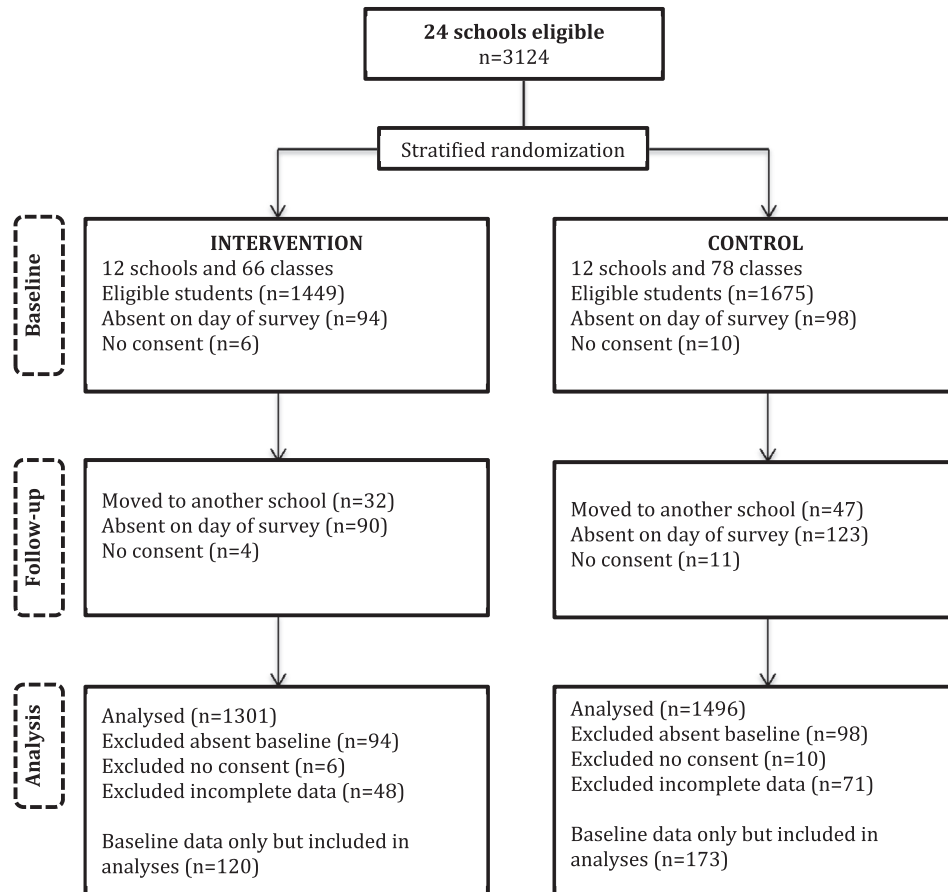 24 schools eligible
n=3124
Stratified randomization
Baseline
INTERVENTION
12 schools and 66 classes
Eligible students (n=1449)
Absent on day of survey (n=94)
No consent (n=6)
CONTROL
12 schools and 78 classes
Eligible students (n=1675)
Absent on day of survey (n=98)
No consent (n=10)
Follow-up
Moved to another school (n=32)
Absent on day of survey (n=90)
No consent (n=4)
Moved to another school (n=47)
Absent on day of survey (n=123)
No consent (n=11)
Analysis
Analysed (n=1301)
Excluded absent baseline (n=94)
Excluded no consent (n=6)
Excluded incomplete data (n=48)
Baseline data only but included in
analyses (n=120)
Analysed (n=1496)
Excluded absent baseline (n=98)
Excluded no consent (n=10)
Excluded incomplete data (n=71)
Baseline data only but included in
analyses (n=173)